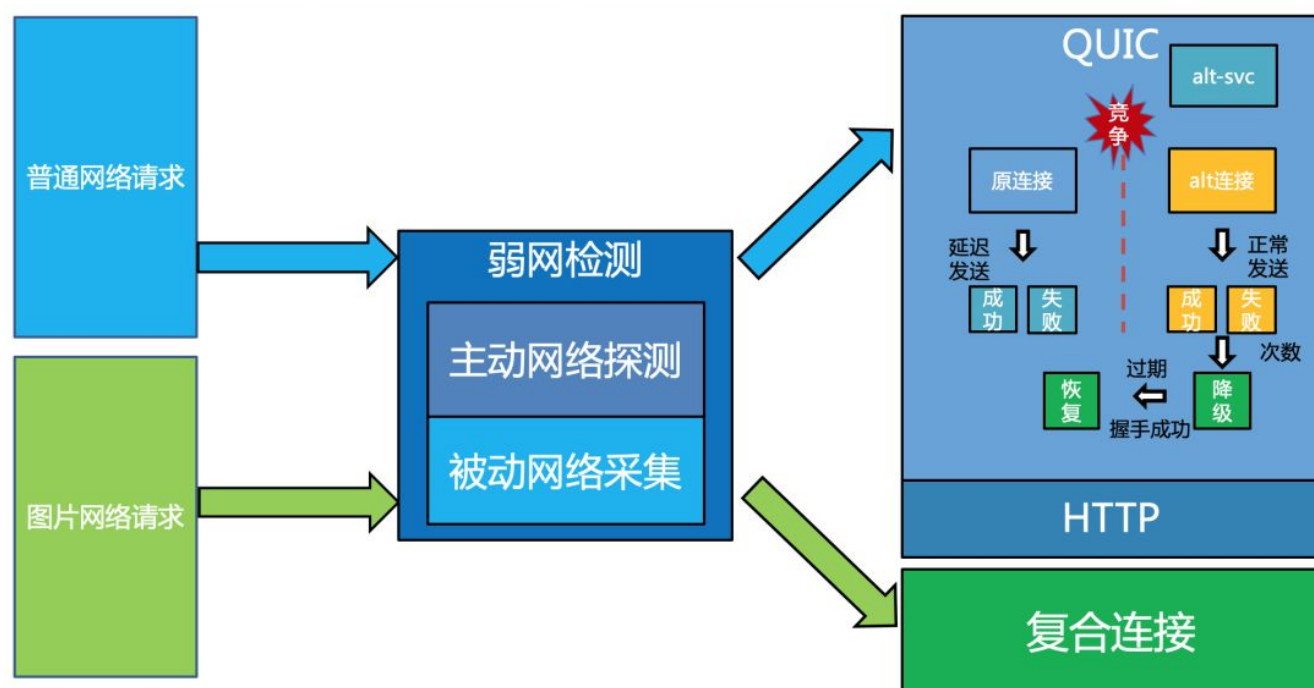 普通网络请求
图片网络请求
弱网检测
主动网络探测
被动网络采集
QUIC
alt-svc
竞
争
原连接
alt连接
延迟
发送
正常
发送
成
功
失
败
成
功
失
败
次数
过期
恢
复
降
级
握手成功
HTTP
复合连接